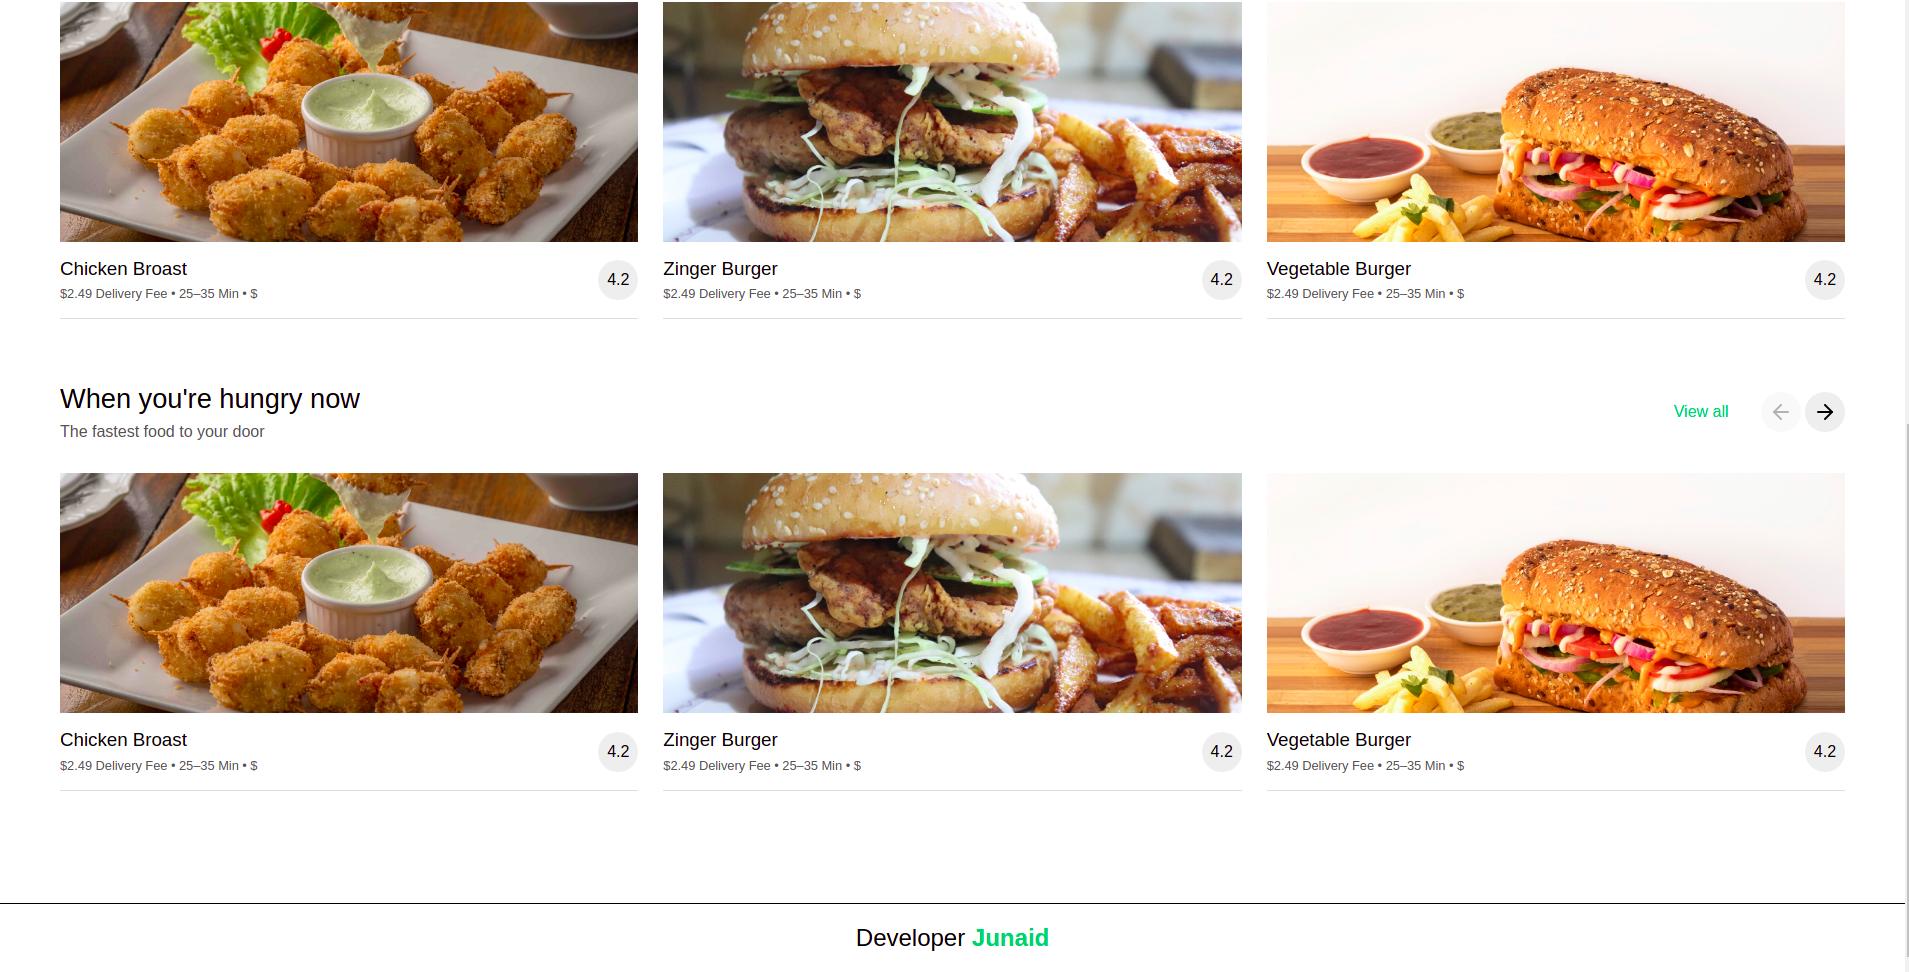 Chicken Broast
$2.49 Delivery Fee • 25–35 Min • $
4.2
Zinger Burger
$2.49 Delivery Fee • 25–35 Min • $
4.2
Vegetable Burger
$2.49 Delivery Fee • 25–35 Min • $
4.2
When you're hungry now
The fastest food to your door
View all
Chicken Broast
$2.49 Delivery Fee • 25–35 Min • $
4.2
Zinger Burger
$2.49 Delivery Fee • 25–35 Min • $
4.2
Vegetable Burger
$2.49 Delivery Fee • 25–35 Min • $
4.2
Developer Junaid